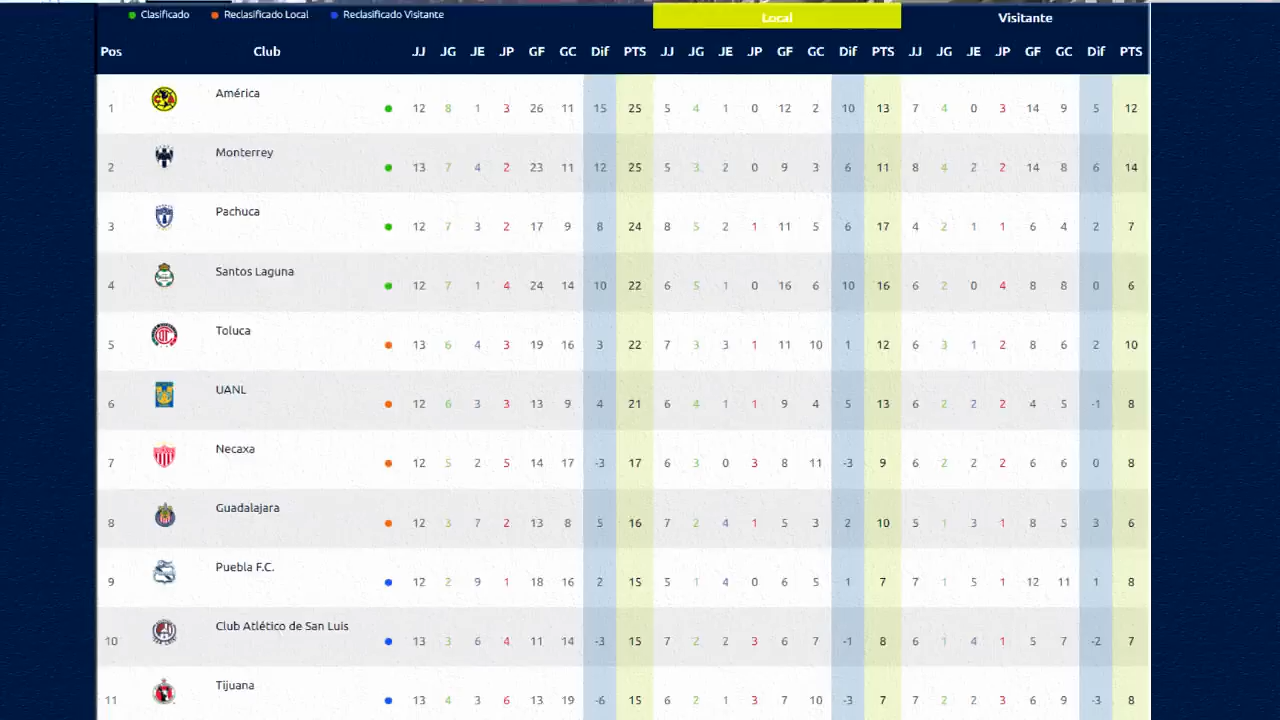 Clasificado Reclasificado Local Reclasificado Visitante Local Visitante
Pos Club JJ JG JE JP GF GC Dif PTS JJ JG JE JP GF GC Dif PTS JJ JG JE JP GF GC Dif PTS
1 América 12 8 1 3 26 11 15 25 5 4 1 0 12 2 10 13 7 4 0 3 14 9 5 12
2 Monterrey 13 7 4 2 23 11 12 25 5 3 2 0 9 3 6 11 8 4 2 2 14 8 6 14
3 Pachuca 12 7 3 2 17 9 8 24 8 5 2 1 11 5 6 17 4 2 1 1 6 4 2 7
4 Santos Laguna 12 7 1 4 24 14 10 22 6 5 1 0 16 6 10 16 6 2 0 4 8 8 0 6
5 Toluca 13 6 4 3 19 16 3 22 7 3 3 1 11 10 1 12 6 3 1 2 8 6 2 10
6 UANL 12 6 3 3 13 9 4 21 6 4 1 1 9 4 5 13 6 2 2 2 4 5 -1 8
7 Necaxa 12 5 2 5 14 17 -3 17 6 3 0 3 8 11 -3 9 6 2 2 2 6 6 0 8
8 Guadalajara 12 3 7 2 13 8 5 16 7 2 4 1 5 3 2 10 5 1 3 1 8 5 3 6
9 Puebla F.C. 12 2 9 1 18 16 2 15 5 1 4 0 6 5 1 7 7 1 5 1 12 11 1 8
10 Club Atlético de San Luis 13 3 6 4 11 14 -3 15 7 2 2 3 6 7 -1 8 6 1 4 1 5 7 -2 7
11 Tijuana 13 4 3 6 13 19 -6 15 6 2 1 3 7 10 -3 7 7 2 2 3 6 9 -3 8